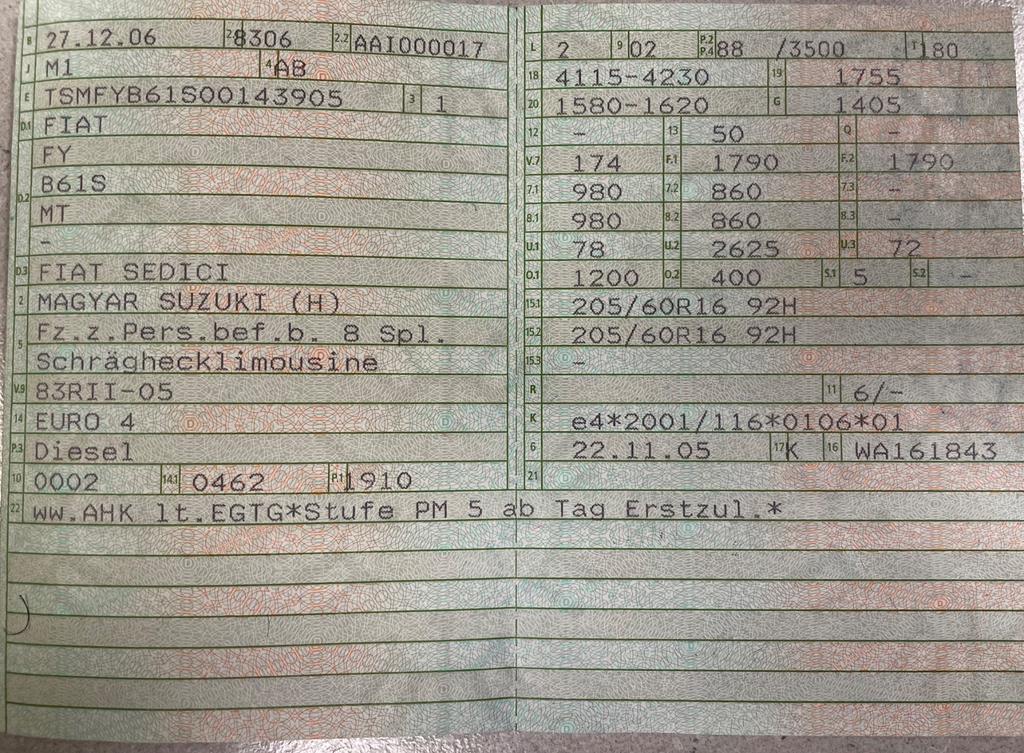 B 27.12.06 2.1 8306 2.2 AAI000017
J M1 4 AB
E TSMFYB61S00143905 3 1
D.1 FIAT
FY
D.2 B61S
MT
-
D.3 FIAT SEDICI
2 MAGYAR SUZUKI (H)
5 Fz.z.Pers.bef.b. 8 Spl.
Schräghecklimousine
V.9 83RII-05
14 EURO 4
P.3 Diesel
10 0002 14.1 0462 P.1 1910
22 ww.AHK lt.EGTG*Stufe PM 5 ab Tag Erstzul.*
L 2 9 02 P.2 P.4 88 /3500 T 180
18 4115-4230 19 1755
20 1580-1620 G 1405
12 - 13 50 Q -
V.7 174 F.1 1790 F.2 1790
7.1 980 7.2 860 7.3 -
8.1 980 8.2 860 8.3 -
U.1 78 U.2 2625 U.3 72
O.1 1200 O.2 400 S.1 5 S.2 -
15.1 205/60R16 92H
15.2 205/60R16 92H
15.3 -
R 11 6/-
K e4*2001/116*0106*01
6 22.11.05 17 K 16 WA161843
21